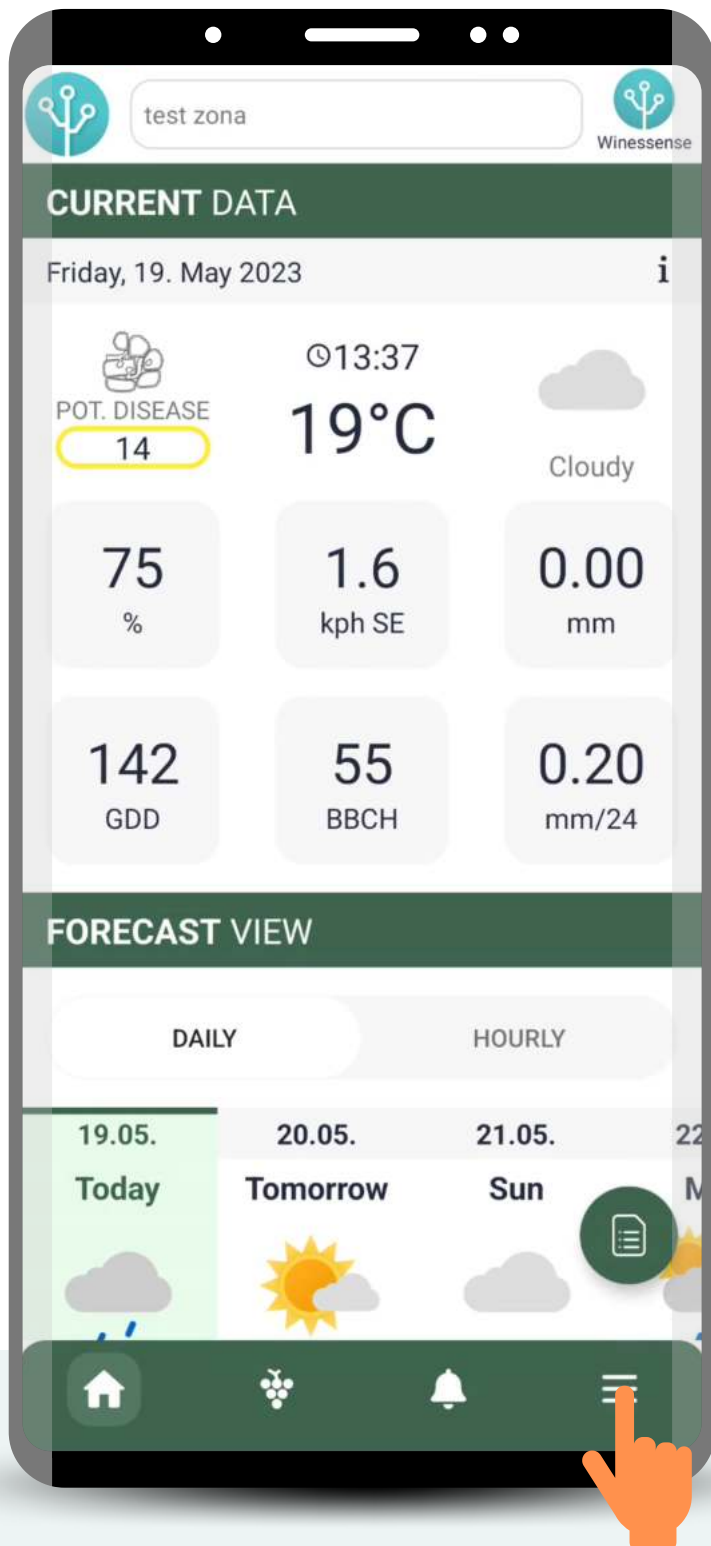 test zona
Winessense
CURRENT DATA
Friday, 19. May 2023 i
POT. DISEASE
14
13:37
19°C
Cloudy
75
%
1.6
kph SE
0.00
mm
142
GDD
55
BBCH
0.20
mm/24
FORECAST VIEW
DAILY HOURLY
19.05. 20.05. 21.05. 22
Today Tomorrow Sun M